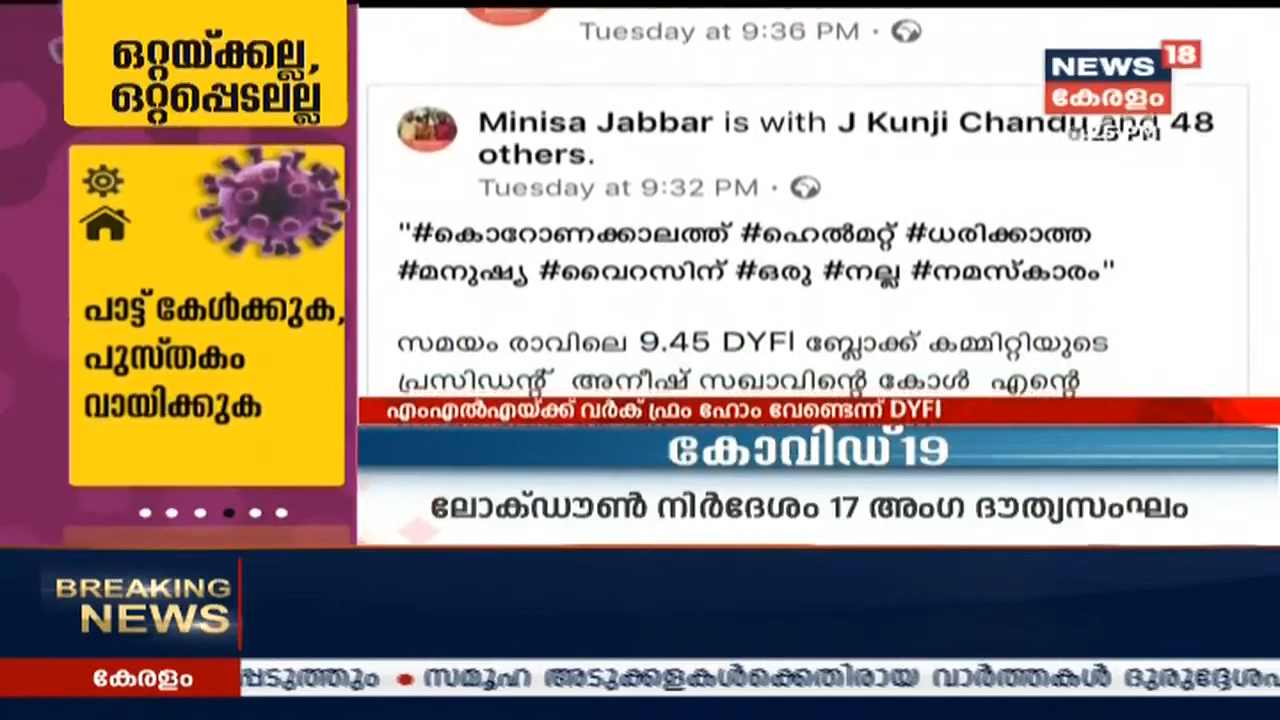 ഒറ്റയ്ക്കല്ല,
ഒറ്റപ്പെടലല്ല
പാട്ട് കേൾക്കുക,
പുസ്തകം
വായിക്കുക
Tuesday at 9:36 PM ·
NEWS 18
കേരളം
6:25 PM
Minisa Jabbar is with J Kunji Chandu and 48
others.
Tuesday at 9:32 PM ·
"#കൊറോണക്കാലത്ത് #ഹെൽമറ്റ് #ധരിക്കാത്ത
#മനുഷ്യ #വൈറസിന് #ഒരു #നല്ല #നമസ്കാരം"
സമയം രാവിലെ 9.45 DYFI ബ്ലോക്ക് കമ്മിറ്റിയുടെ
പ്രസിഡന്റ് അനീഷ് സഖാവിന്റെ കോൾ എന്റെ
എംഎൽഎയ്ക്ക് വർക് ഫ്രം ഹോം വേണ്ടെന്ന് DYFI
കോവിഡ് 19
ലോക്ഡൗൺ നിർദേശം 17 അംഗ ദൗത്യസംഘം
BREAKING
NEWS
കേരളം
പ്പെടുത്തും • സമൂഹ അടുക്കളകൾക്കെതിരായ വാർത്തകൾ